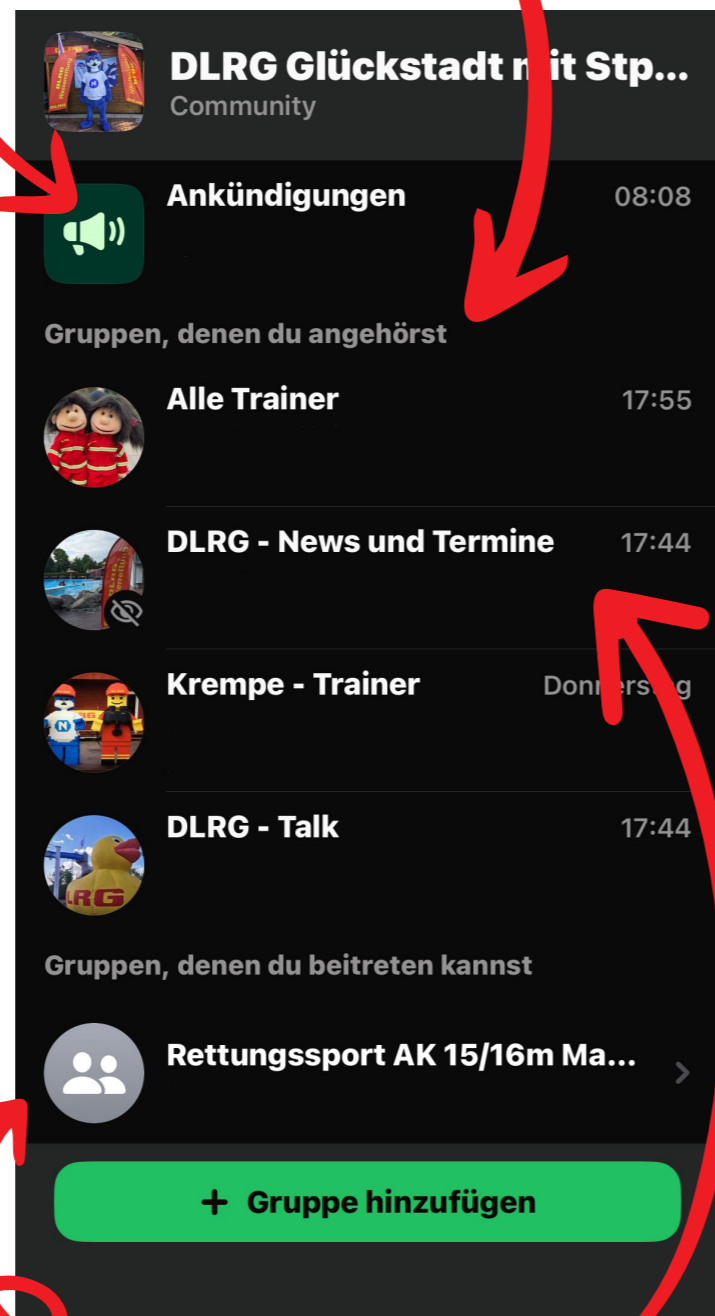 DLRG Glückstadt mit Stp...
Community
Ankündigungen 08:08
Gruppen, denen du angehörst
Alle Trainer 17:55
DLRG - News und Termine 17:44
Krempe - Trainer Donnerstag
DLRG - Talk 17:44
LRG
Gruppen, denen du beitreten kannst
Rettungssport AK 15/16m Ma...
+ Gruppe hinzufügen